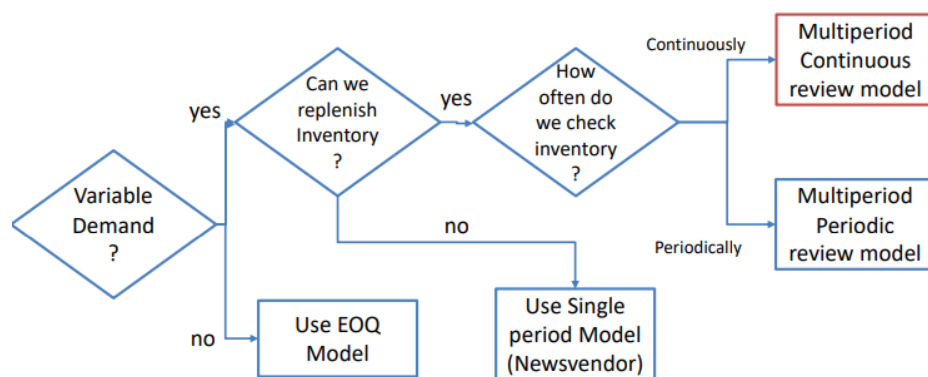 Variable
Demand
?
yes
no
Can we
replenish
Inventory
?
yes
no
How
often do
we check
inventory
?
Continuously
Periodically
Multiperiod
Continuous
review model
Multiperiod
Periodic
review model
Use EOQ
Model
Use Single
period Model
(Newsvendor)